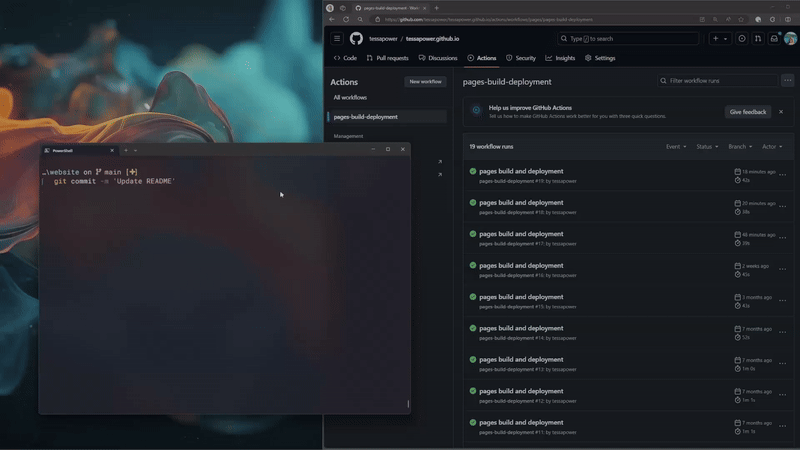 PowerShell
…\website on main [+]
git commit -m 'Update README'
pages-build-deployment · Work
https://github.com/tessapower/tessapower.github.io/actions/workflows/pages/pages-build-deployment
tessapower / tessapower.github.io
Type / to search
Code
Pull requests
Discussions
Actions
Security
Insights
Settings
Actions
New workflow
All workflows
pages-build-deployment
Management
pages-build-deployment
Filter workflow runs
Help us improve GitHub Actions
Tell us how to make GitHub Actions work better for you with three quick questions.
Give feedback
19 workflow runs
Event
Status
Branch
Actor
pages build and deployment
pages-build-deployment #19: by tessapower
18 minutes ago
42s
pages build and deployment
pages-build-deployment #18: by tessapower
20 minutes ago
38s
pages build and deployment
pages-build-deployment #17: by tessapower
46 minutes ago
39s
pages build and deployment
pages-build-deployment #16: by tessapower
2 weeks ago
43s
pages build and deployment
pages-build-deployment #15: by tessapower
3 months ago
43s
pages build and deployment
pages-build-deployment #14: by tessapower
7 months ago
52s
pages build and deployment
pages-build-deployment #13: by tessapower
7 months ago
1m 0s
pages build and deployment
pages-build-deployment #12: by tessapower
7 months ago
1m 1s
pages build and deployment
pages-build-deployment #11: by tessapower
7 months ago
1m 1s